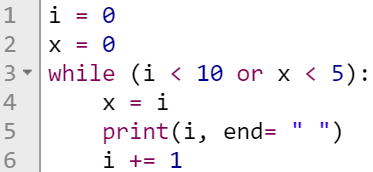 1 i = 0
2 x = 0
3 while (i < 10 or x < 5):
4     x = i
5     print(i, end= " ")
6     i += 1